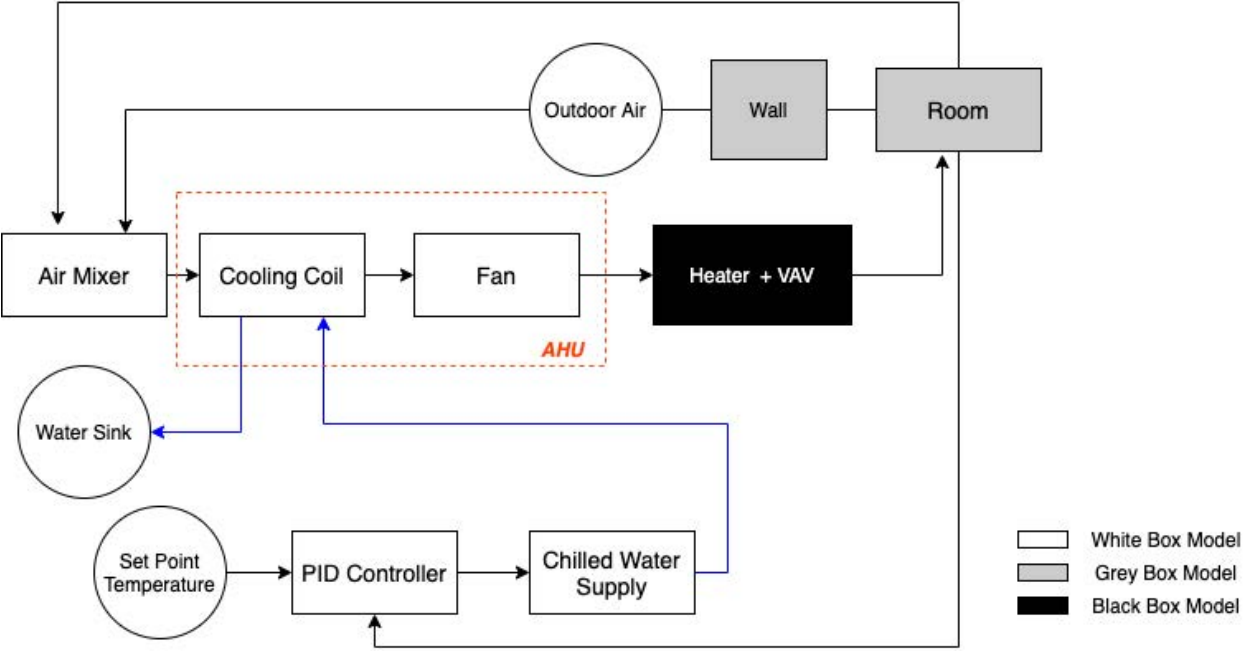 Outdoor Air
Wall
Room
Air Mixer
Cooling Coil
Fan
Heater + VAV
AHU
Water Sink
Set Point
Temperature
PID Controller
Chilled Water
Supply
White Box Model
Grey Box Model
Black Box Model